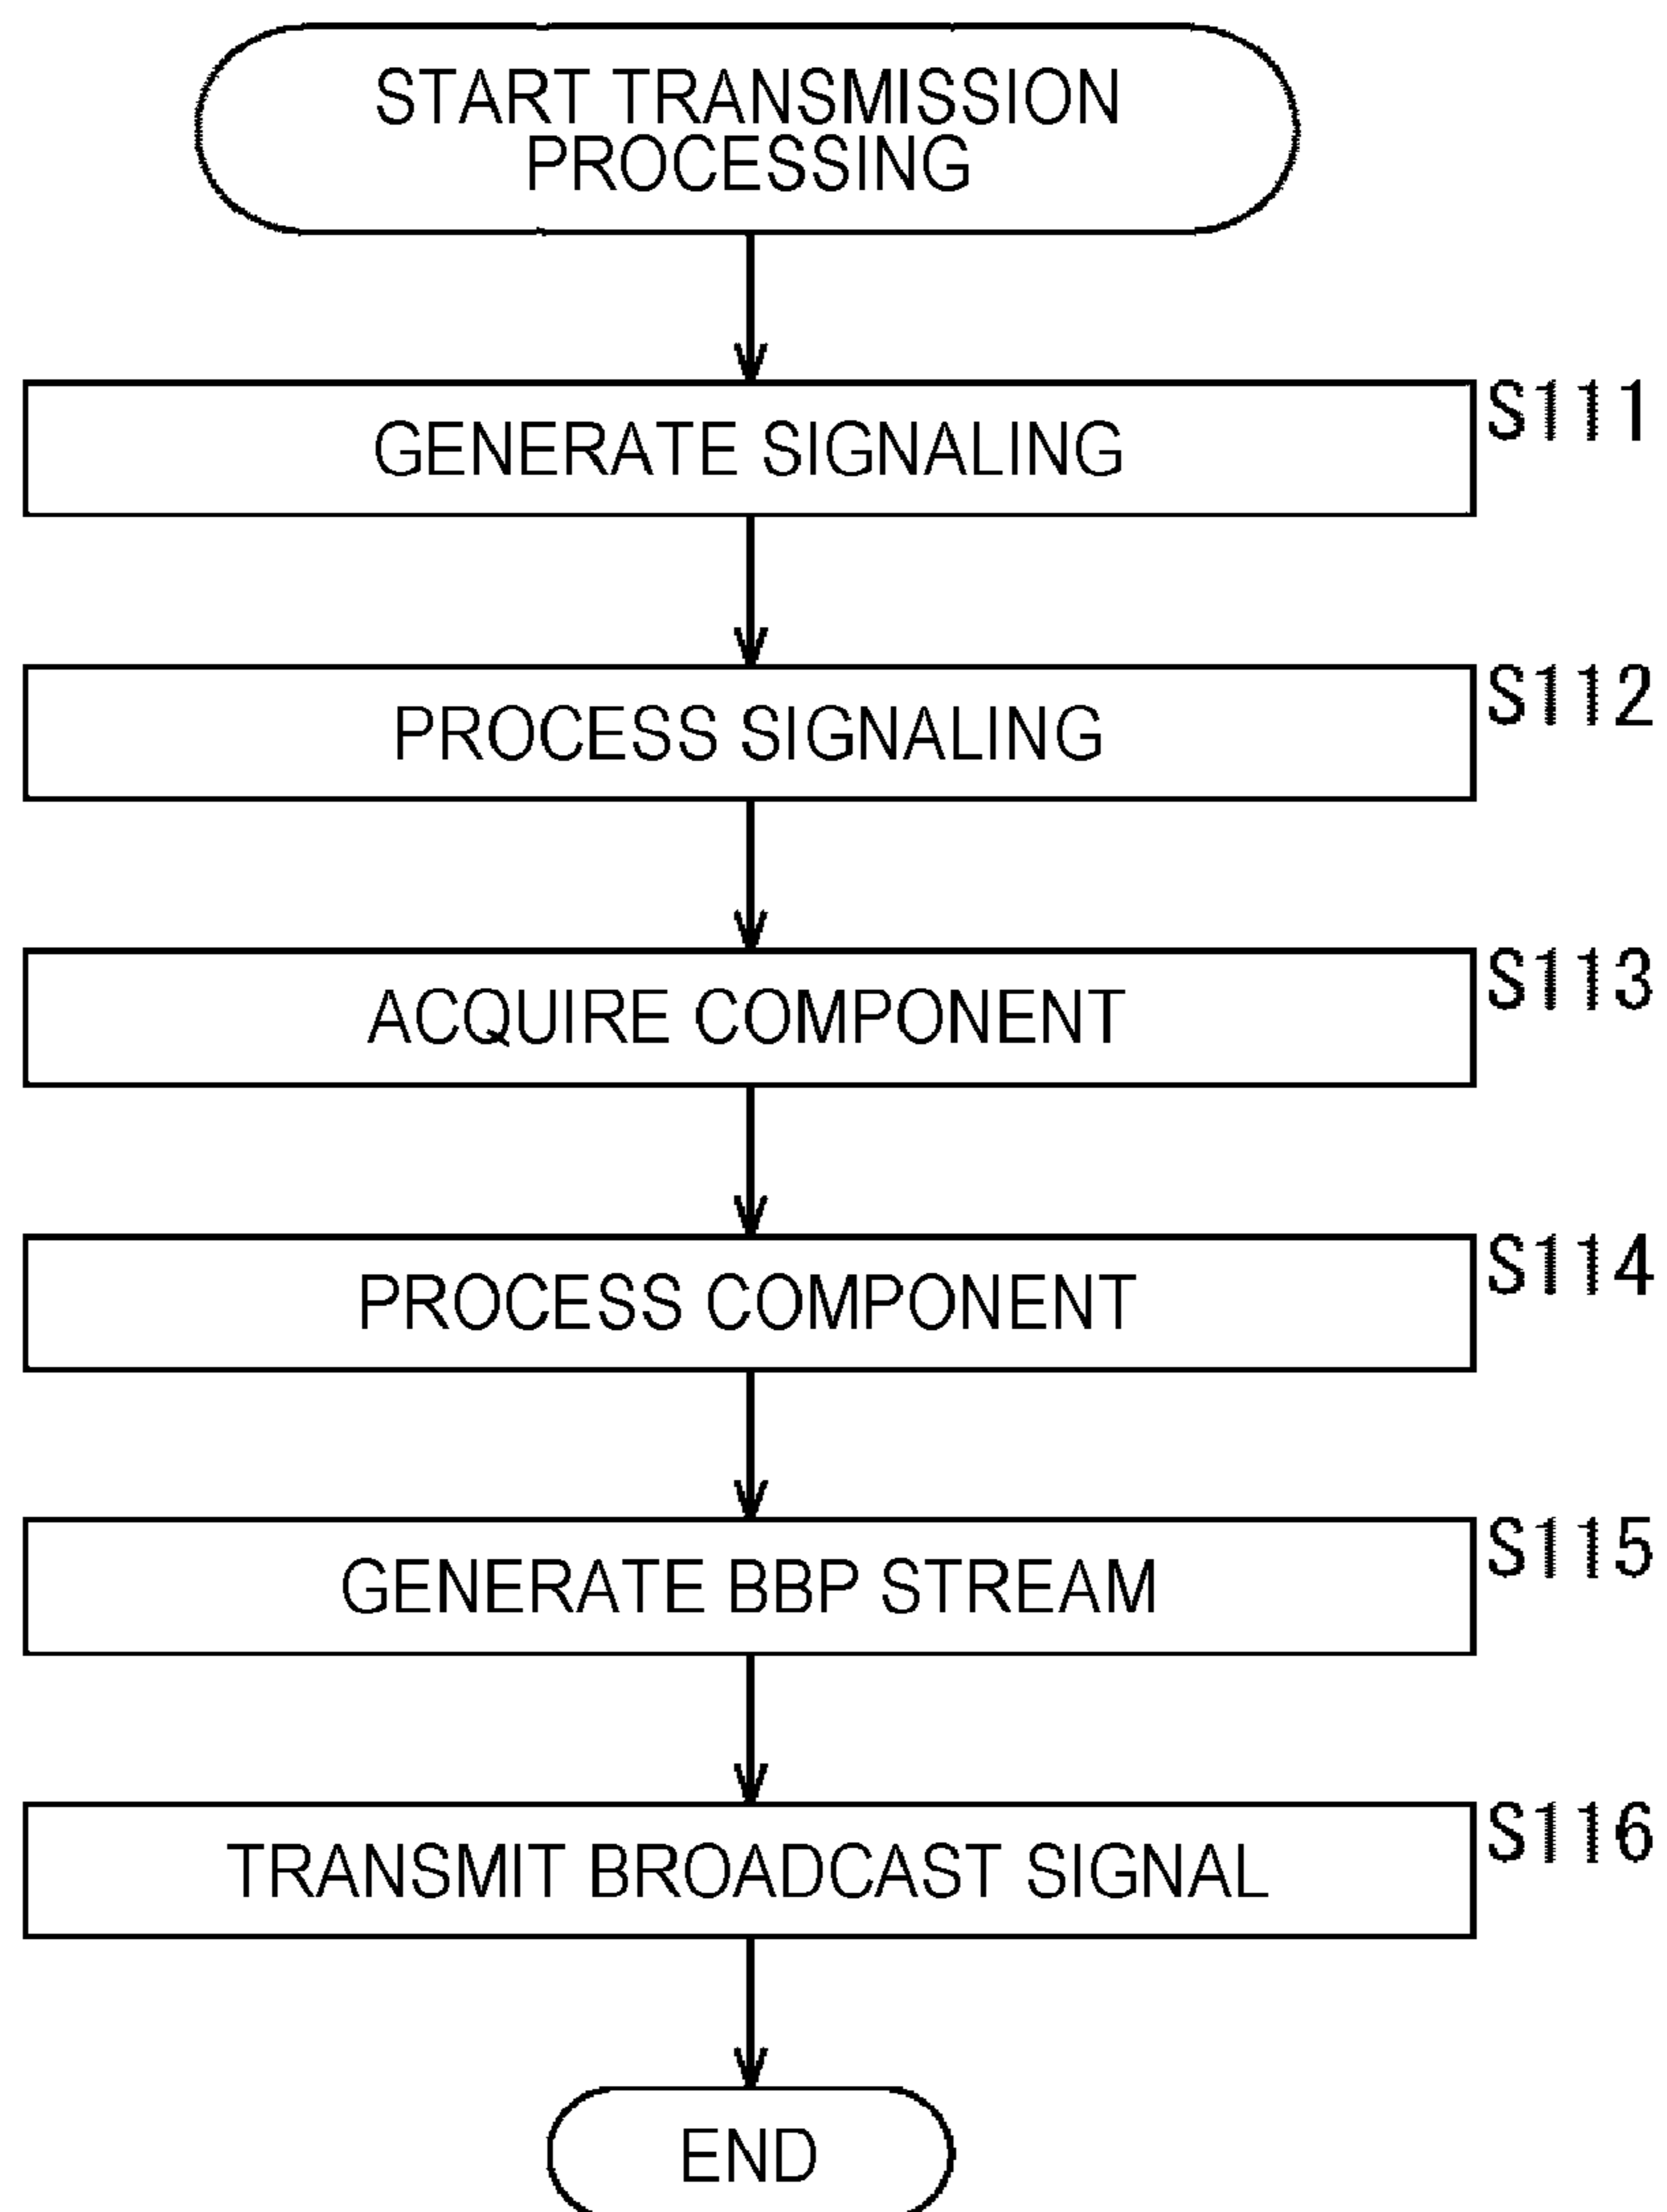 START TRANSMISSION
PROCESSING
GENERATE SIGNALING
S111
PROCESS SIGNALING
S112
ACQUIRE COMPONENT
S113
PROCESS COMPONENT
S114
GENERATE BBP STREAM
S115
TRANSMIT BROADCAST SIGNAL
S116
END